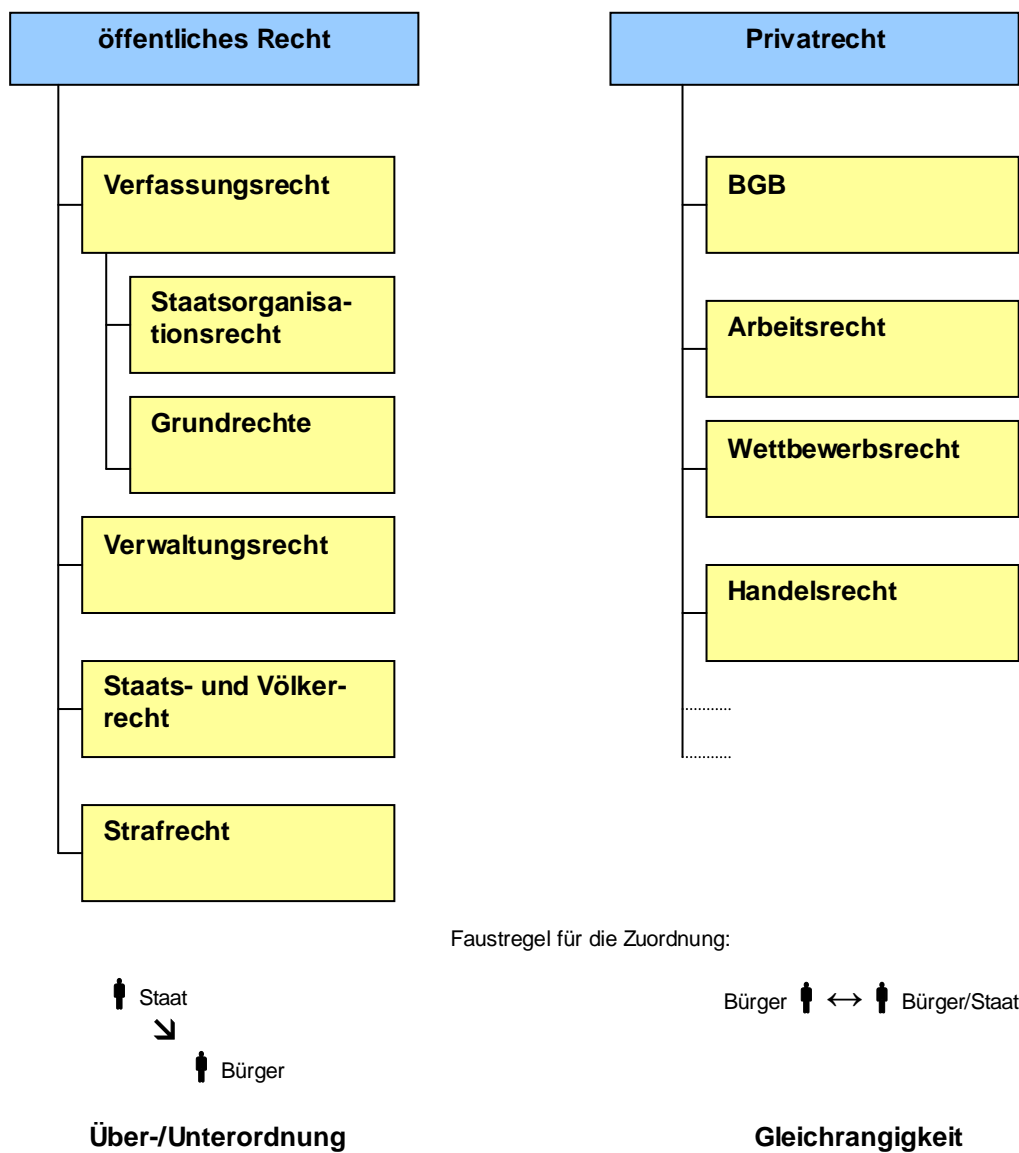 öffentliches Recht
Verfassungsrecht
Staatsorganisa-
tionsrecht
Grundrechte
Verwaltungsrecht
Staats- und Völker-
recht
Strafrecht
Privatrecht
BGB
Arbeitsrecht
Wettbewerbsrecht
Handelsrecht
............
............
Faustregel für die Zuordnung:
Staat
Bürger
Über-/Unterordnung
Bürger ↔ Bürger/Staat
Gleichrangigkeit